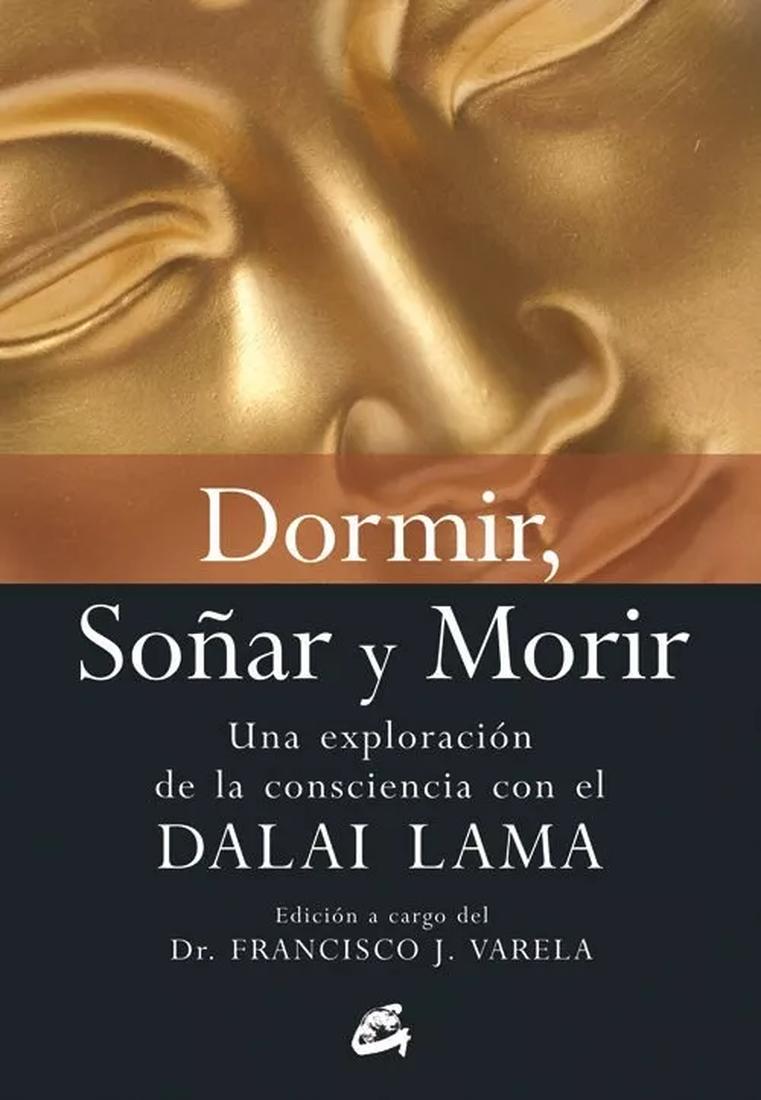 Dormir,
Soñar y Morir
Una exploración
de la consciencia con el
DALAI LAMA
Edición a cargo del
Dr. FRANCISCO J. VARELA